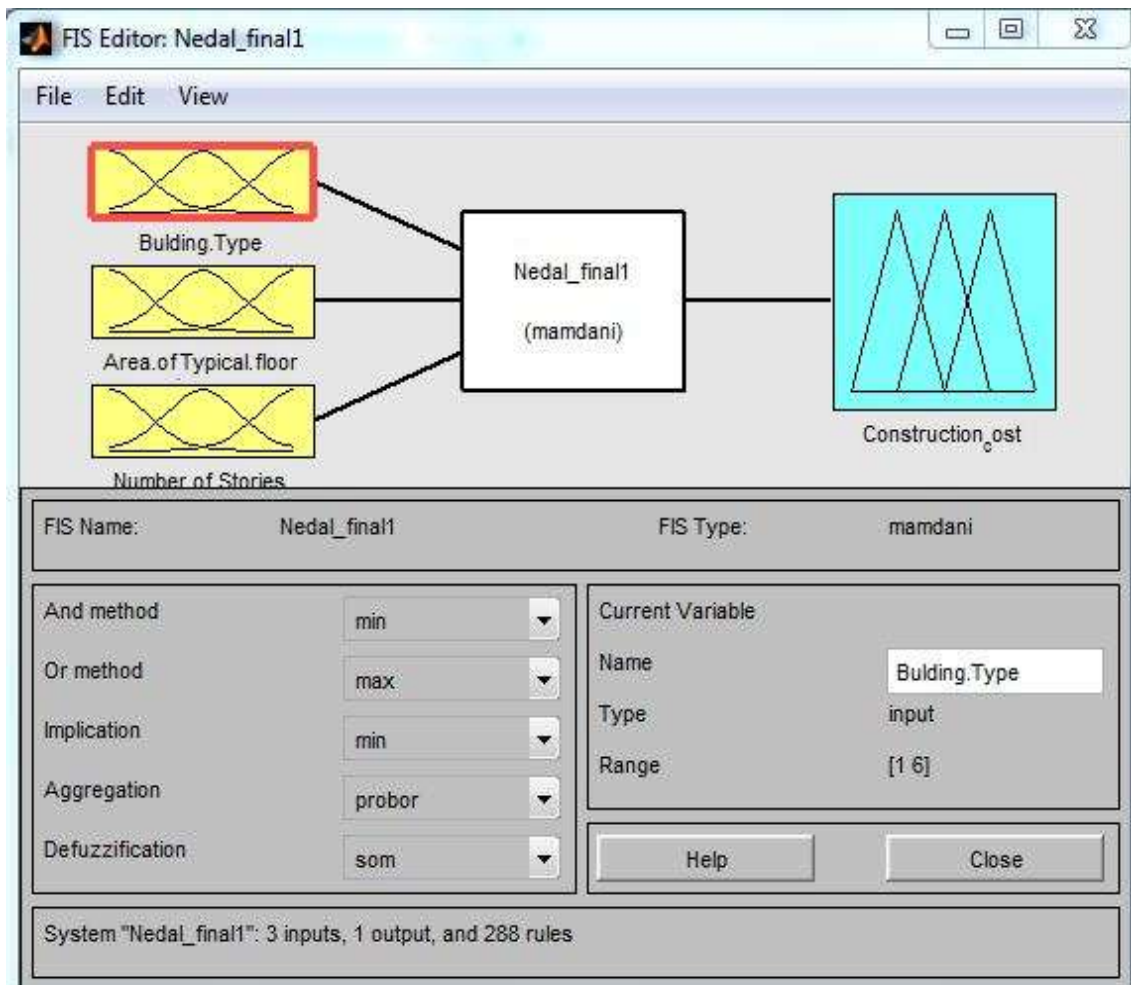 FIS Editor: Nedal_final1
File Edit View
Bulding.Type
Area.of Typical.floor
Number of Stories
Nedal_final1
(mamdani)
Construction_cost
FIS Name: Nedal_final1 FIS Type: mamdani
And method min
Or method max
Implication min
Aggregation probor
Defuzzification som
Current Variable
Name Bulding.Type
Type input
Range [1 6]
Help Close
System "Nedal_final1": 3 inputs, 1 output, and 288 rules